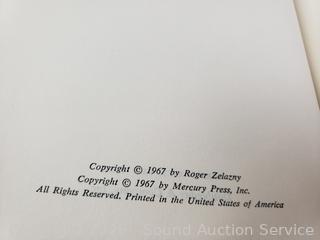 Copyright © 1967 by Roger Zelazny
Copyright © 1967 by Mercury Press, Inc.
All Rights Reserved. Printed in the United States of America
Sound Auction Service